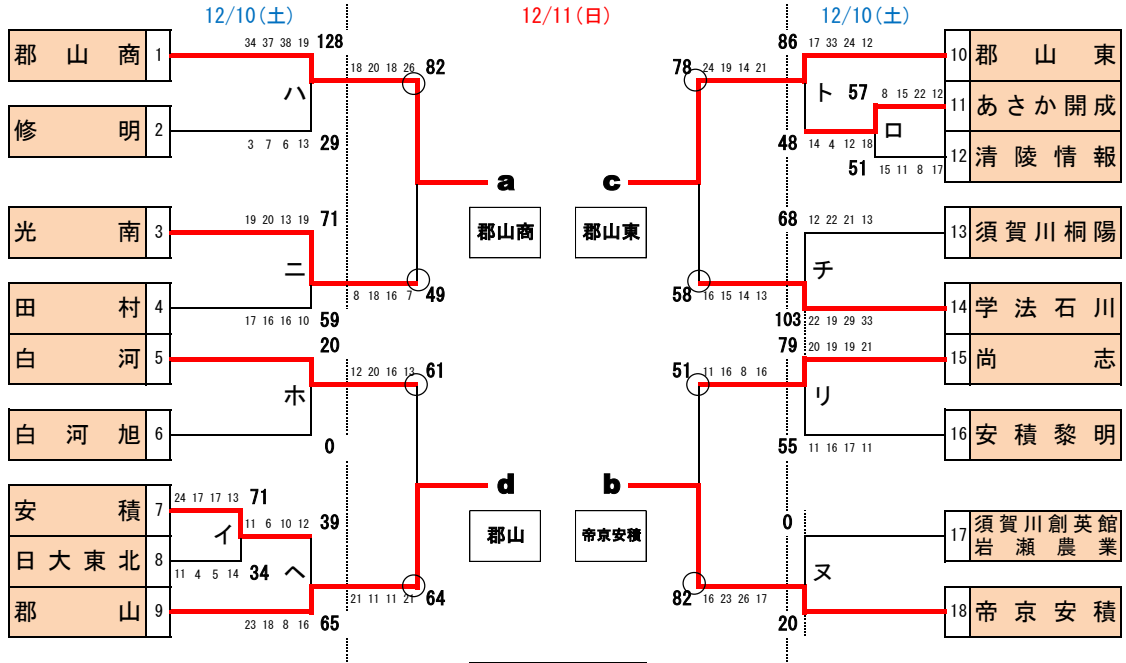 12/10(土) 12/11(日) 12/10(土)
郡山商 1 34 37 38 19 128
ハ 18 20 18 26 82
修明 2 3 7 6 13 29
光南 3 19 20 13 19 71
ニ 8 18 16 7 49
田村 4 17 16 16 10 59
白河 5 20
ホ 12 20 16 13 61
白河旭 6 0
安積 7 24 17 17 13 71
イ 11 6 10 12 39
日大東北 8 11 4 5 14 34
ヘ 21 11 11 21 64
郡山 9 23 18 8 16 65
a
郡山商
d
郡山
c
郡山東
b
帝京安積
86 17 33 24 12 10 郡山東
78 24 19 14 21 ト
57 8 15 22 12 11 あさか開成
48 14 4 12 18 ロ
51 15 11 8 17 12 清陵情報
68 12 22 21 13 13 須賀川桐陽
58 16 15 14 13 チ
103 22 19 29 33 14 学法石川
79 20 19 19 21 15 尚志
51 11 16 8 16 リ
55 11 16 17 11 16 安積黎明
0 17 須賀川創英館
岩瀬農業
82 16 23 26 17 ヌ
20 18 帝京安積